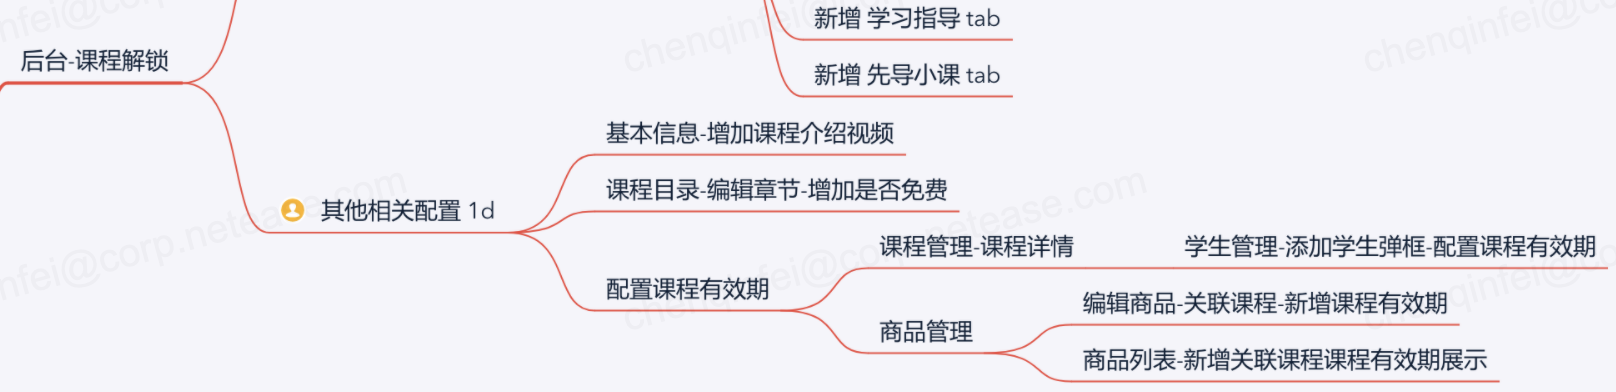 新增 学习指导 tab
后台-课程解锁
新增 先导小课 tab
基本信息-增加课程介绍视频
课程目录-编辑章节-增加是否免费
其他相关配置 1d
课程管理-课程详情
学生管理-添加学生弹框-配置课程有效期
配置课程有效期
编辑商品-关联课程-新增课程有效期
商品管理
商品列表-新增关联课程课程有效期展示